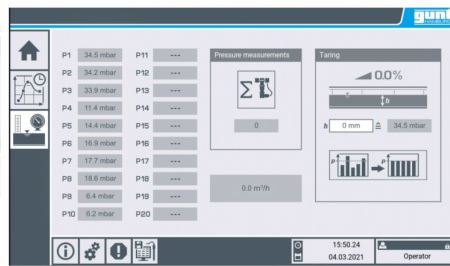 gunt
HAMBURG
Pressure measurements
Taring
P1 34.5 mbar P11 ---
P2 34.2 mbar P12 ---
P3 33.9 mbar P13 ---
P4 11.4 mbar P14 ---
P5 14.4 mbar P15 ---
P6 16.9 mbar P16 ---
P7 17.7 mbar P17 ---
P8 18.6 mbar P18 ---
P9 6.4 mbar P19 ---
P10 6.2 mbar P20 ---
Σ
0
0.0 m³/h
0.0%
h
h 0 mm ≙ 34.5 mbar
P P
15:50.24
04.03.2021
Operator